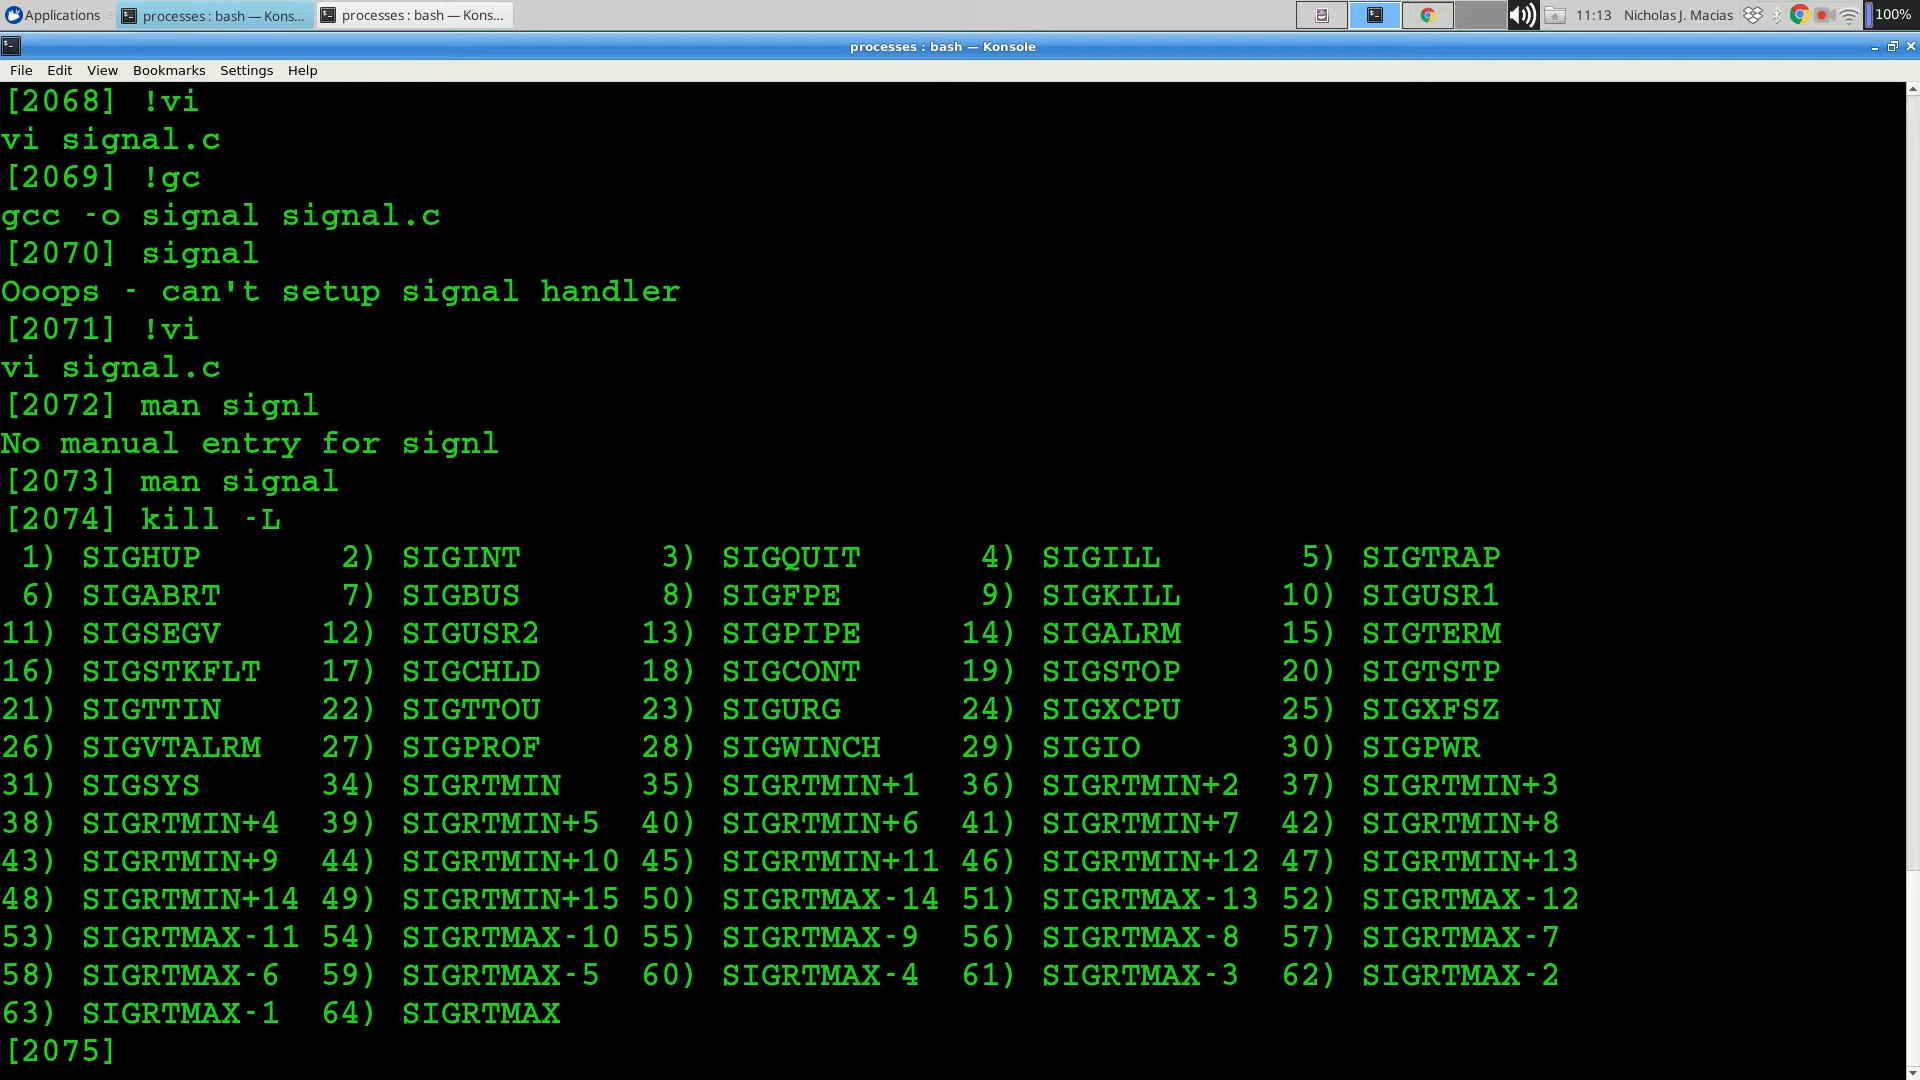 Applications processes : bash — Kons... processes : bash — Kons... 11:13 Nicholas J. Macias 100%
processes : bash — Konsole
File Edit View Bookmarks Settings Help
[2068] !vi
vi signal.c
[2069] !gc
gcc -o signal signal.c
[2070] signal
Ooops - can't setup signal handler
[2071] !vi
vi signal.c
[2072] man signl
No manual entry for signl
[2073] man signal
[2074] kill -L
1) SIGHUP 2) SIGINT 3) SIGQUIT 4) SIGILL 5) SIGTRAP
6) SIGABRT 7) SIGBUS 8) SIGFPE 9) SIGKILL 10) SIGUSR1
11) SIGSEGV 12) SIGUSR2 13) SIGPIPE 14) SIGALRM 15) SIGTERM
16) SIGSTKFLT 17) SIGCHLD 18) SIGCONT 19) SIGSTOP 20) SIGTSTP
21) SIGTTIN 22) SIGTTOU 23) SIGURG 24) SIGXCPU 25) SIGXFSZ
26) SIGVTALRM 27) SIGPROF 28) SIGWINCH 29) SIGIO 30) SIGPWR
31) SIGSYS 34) SIGRTMIN 35) SIGRTMIN+1 36) SIGRTMIN+2 37) SIGRTMIN+3
38) SIGRTMIN+4 39) SIGRTMIN+5 40) SIGRTMIN+6 41) SIGRTMIN+7 42) SIGRTMIN+8
43) SIGRTMIN+9 44) SIGRTMIN+10 45) SIGRTMIN+11 46) SIGRTMIN+12 47) SIGRTMIN+13
48) SIGRTMIN+14 49) SIGRTMIN+15 50) SIGRTMAX-14 51) SIGRTMAX-13 52) SIGRTMAX-12
53) SIGRTMAX-11 54) SIGRTMAX-10 55) SIGRTMAX-9 56) SIGRTMAX-8 57) SIGRTMAX-7
58) SIGRTMAX-6 59) SIGRTMAX-5 60) SIGRTMAX-4 61) SIGRTMAX-3 62) SIGRTMAX-2
63) SIGRTMAX-1 64) SIGRTMAX
[2075]